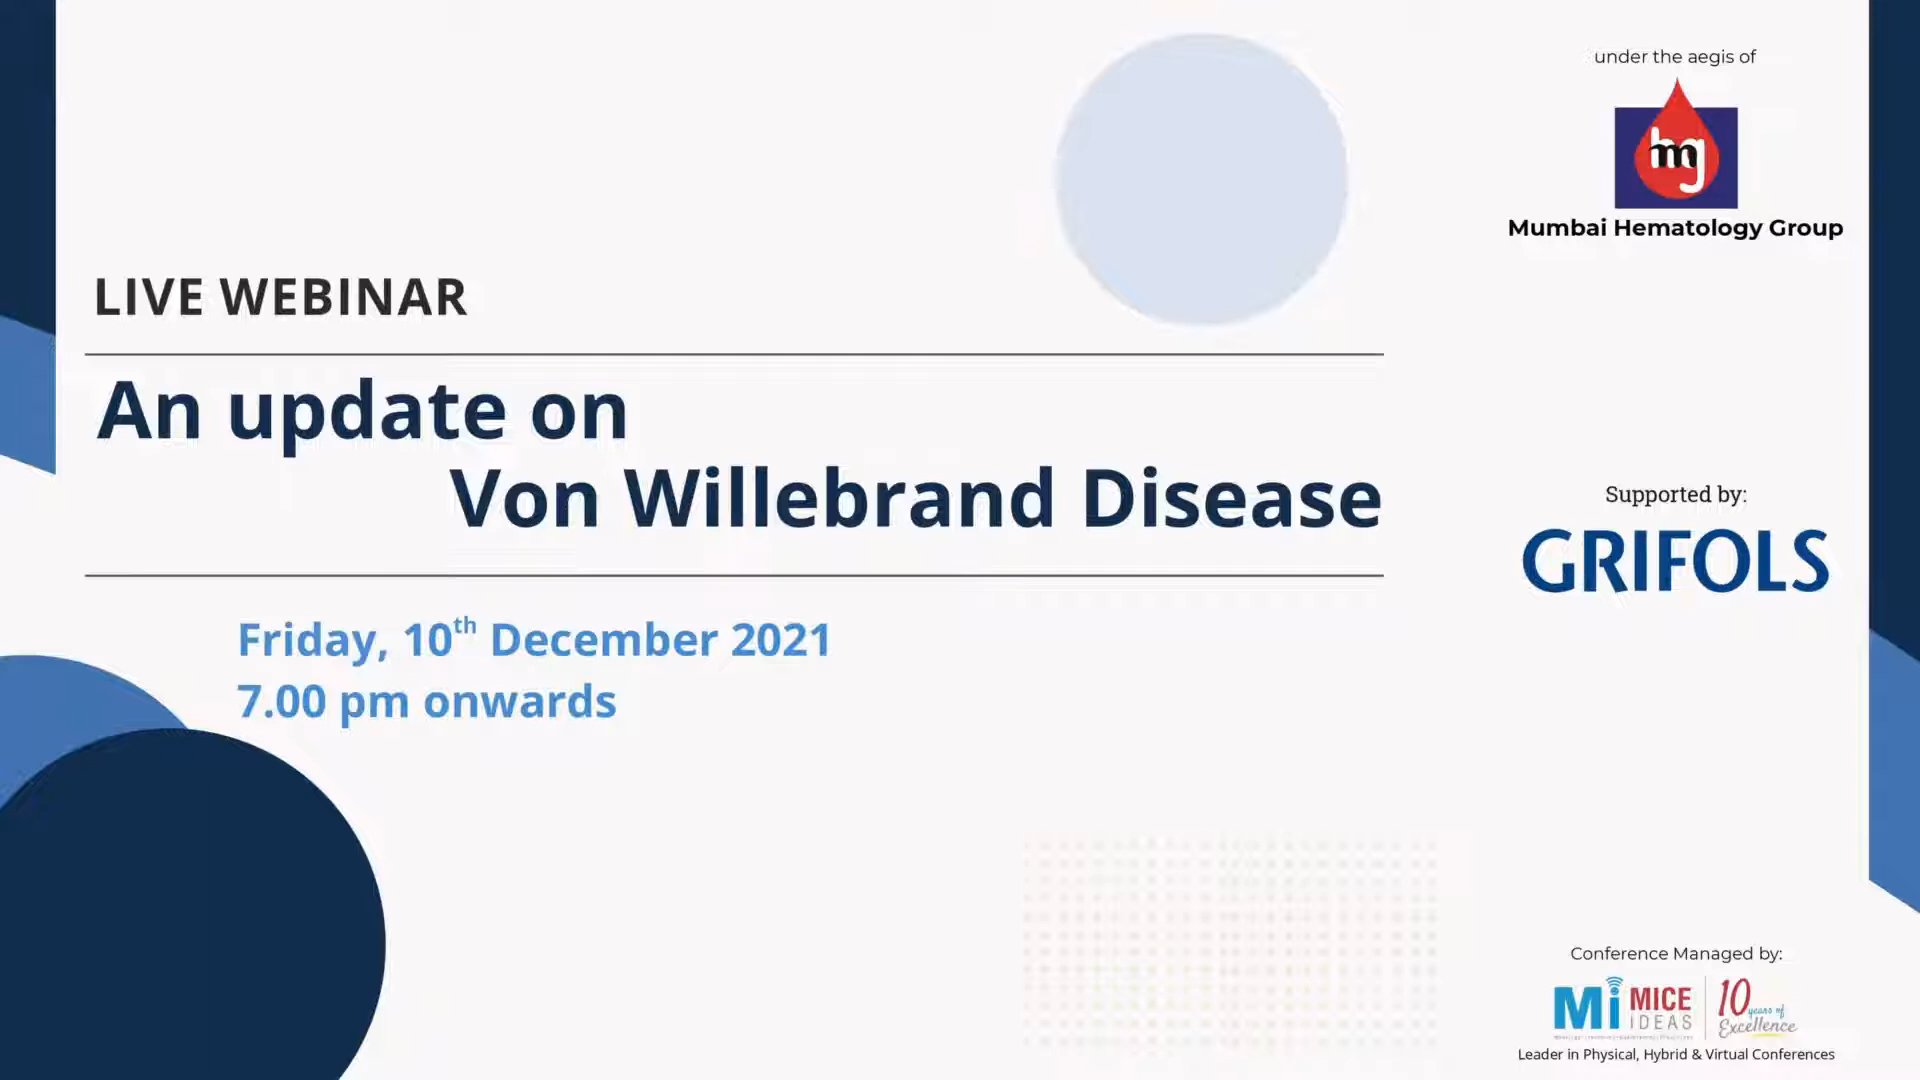 under the aegis of
hmg
Mumbai Hematology Group
LIVE WEBINAR
An update on
Von Willebrand Disease
Friday, 10th December 2021
7.00 pm onwards
Supported by:
GRIFOLS
Conference Managed by:
Mi MICE IDEAS
10 years of Excellence
Leader in Physical, Hybrid & Virtual Conferences